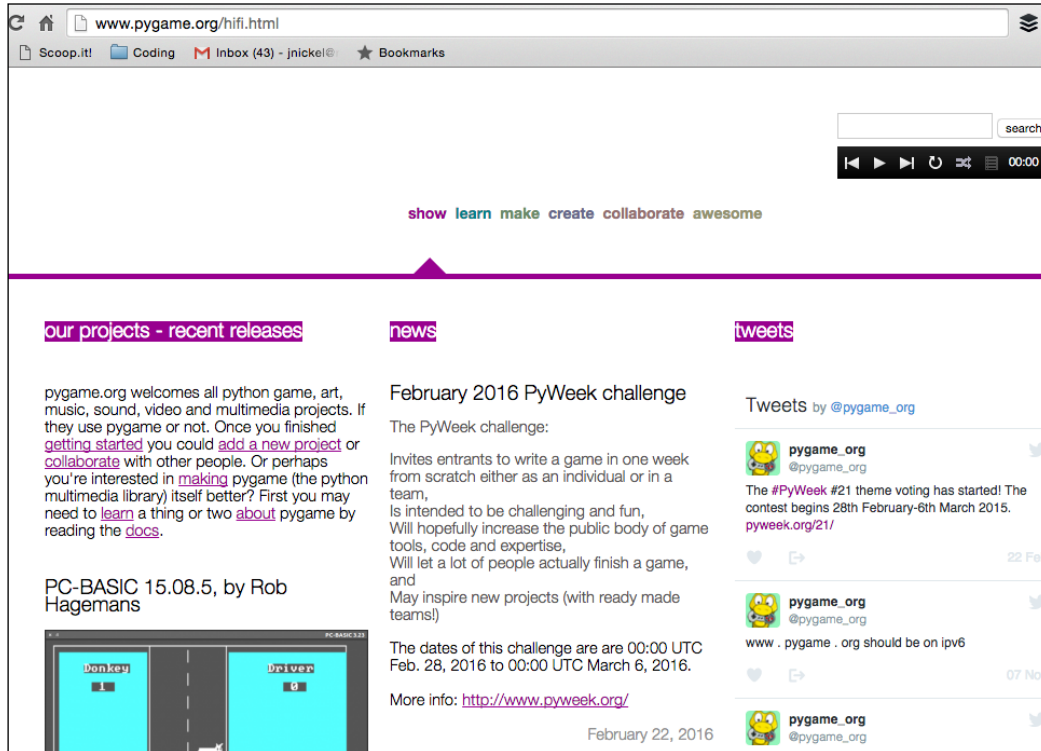 www.pygame.org/hifi.html
Scoop.it! Coding Inbox (43) - jnickel@ Bookmarks
search
00:00
show learn make create collaborate awesome
our projects - recent releases
pygame.org welcomes all python game, art,
music, sound, video and multimedia projects. If
they use pygame or not. Once you finished
getting started you could add a new project or
collaborate with other people. Or perhaps
you're interested in making pygame (the python
multimedia library) itself better? First you may
need to learn a thing or two about pygame by
reading the docs.
PC-BASIC 15.08.5, by Rob
Hagemans
PC-BASIC 3.23
Donkey Driver
1 0
news
February 2016 PyWeek challenge
The PyWeek challenge:
Invites entrants to write a game in one week
from scratch either as an individual or in a
team,
Is intended to be challenging and fun,
Will hopefully increase the public body of game
tools, code and expertise,
Will let a lot of people actually finish a game,
and
May inspire new projects (with ready made
teams!)
The dates of this challenge are are 00:00 UTC
Feb. 28, 2016 to 00:00 UTC March 6, 2016.
More info: http://www.pyweek.org/
February 22, 2016
tweets
Tweets by @pygame_org
pygame_org
@pygame_org
The #PyWeek #21 theme voting has started! The
contest begins 28th February-6th March 2015.
pyweek.org/21/
22 Fe
pygame_org
@pygame_org
www . pygame . org should be on ipv6
07 No
pygame_org
@pygame_org